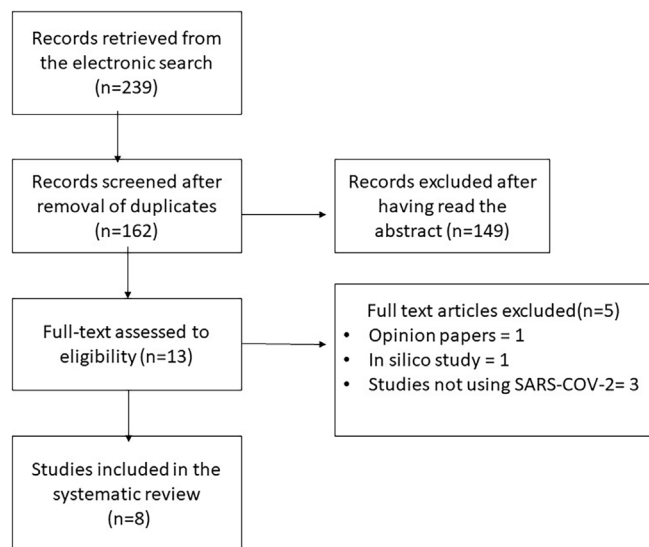 Records retrieved from
the electronic search
(n=239)
Records screened after
removal of duplicates
(n=162)
Records excluded after
having read the
abstract (n=149)
Full-text assessed to
eligibility (n=13)
Full text articles excluded(n=5)
• Opinion papers = 1
• In silico study = 1
• Studies not using SARS-COV-2= 3
Studies included in the
systematic review
(n=8)